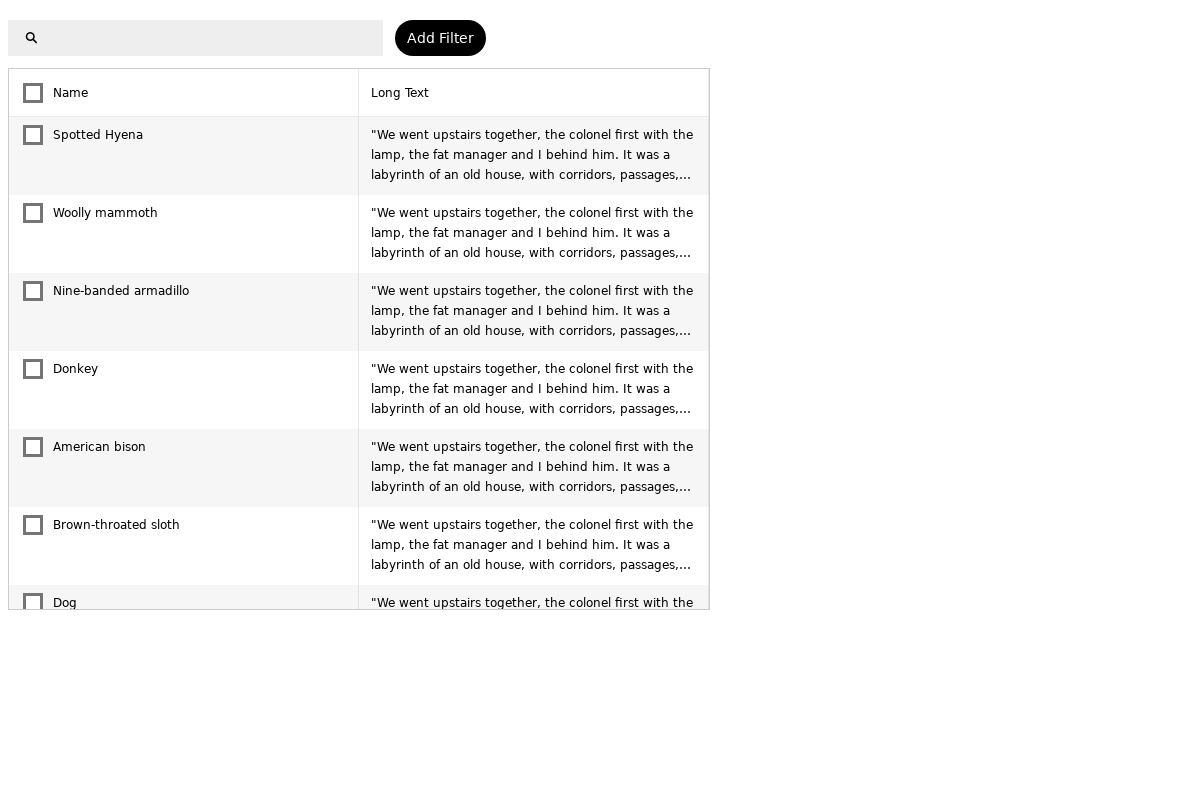 Add Filter
Name
Long Text
Spotted Hyena
"We went upstairs together, the colonel first with the
lamp, the fat manager and I behind him. It was a
labyrinth of an old house, with corridors, passages,...
Woolly mammoth
"We went upstairs together, the colonel first with the
lamp, the fat manager and I behind him. It was a
labyrinth of an old house, with corridors, passages,...
Nine-banded armadillo
"We went upstairs together, the colonel first with the
lamp, the fat manager and I behind him. It was a
labyrinth of an old house, with corridors, passages,...
Donkey
"We went upstairs together, the colonel first with the
lamp, the fat manager and I behind him. It was a
labyrinth of an old house, with corridors, passages,...
American bison
"We went upstairs together, the colonel first with the
lamp, the fat manager and I behind him. It was a
labyrinth of an old house, with corridors, passages,...
Brown-throated sloth
"We went upstairs together, the colonel first with the
lamp, the fat manager and I behind him. It was a
labyrinth of an old house, with corridors, passages,...
Dog
"We went upstairs together, the colonel first with the